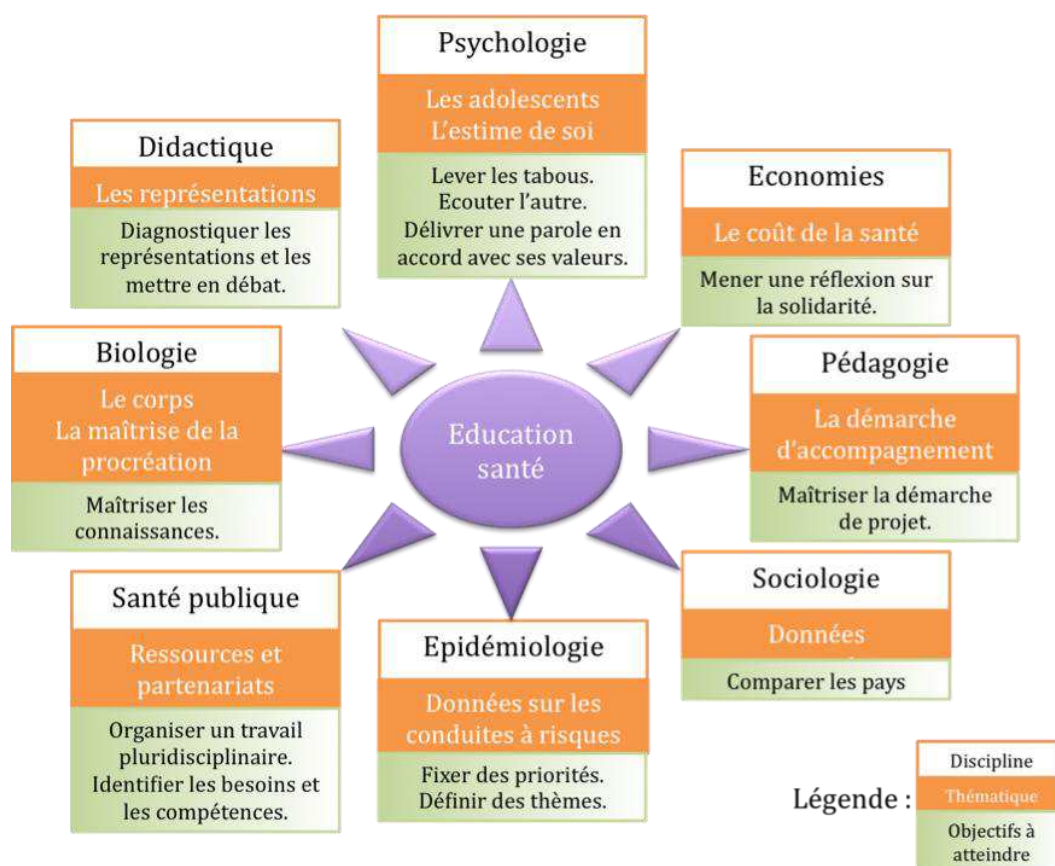 Psychologie
Les adolescents
L'estime de soi
Lever les tabous.
Ecouter l'autre.
Délivrer une parole en
accord avec ses valeurs.
Didactique
Les représentations
Diagnostiquer les
représentations et les
mettre en débat.
Economies
Le coût de la santé
Mener une réflexion sur
la solidarité.
Biologie
Le corps
La maîtrise de la
procréation
Maîtriser les
connaissances.
Education
santé
Pédagogie
La démarche
d'accompagnement
Maîtriser la démarche
de projet.
Santé publique
Ressources et
partenariats
Organiser un travail
pluridisciplinaire.
Identifier les besoins et
les compétences.
Epidémiologie
Données sur les
conduites à risques
Fixer des priorités.
Définir des thèmes.
Sociologie
Données
Comparer les pays
Légende :
Discipline
Thématique
Objectifs à
atteindre